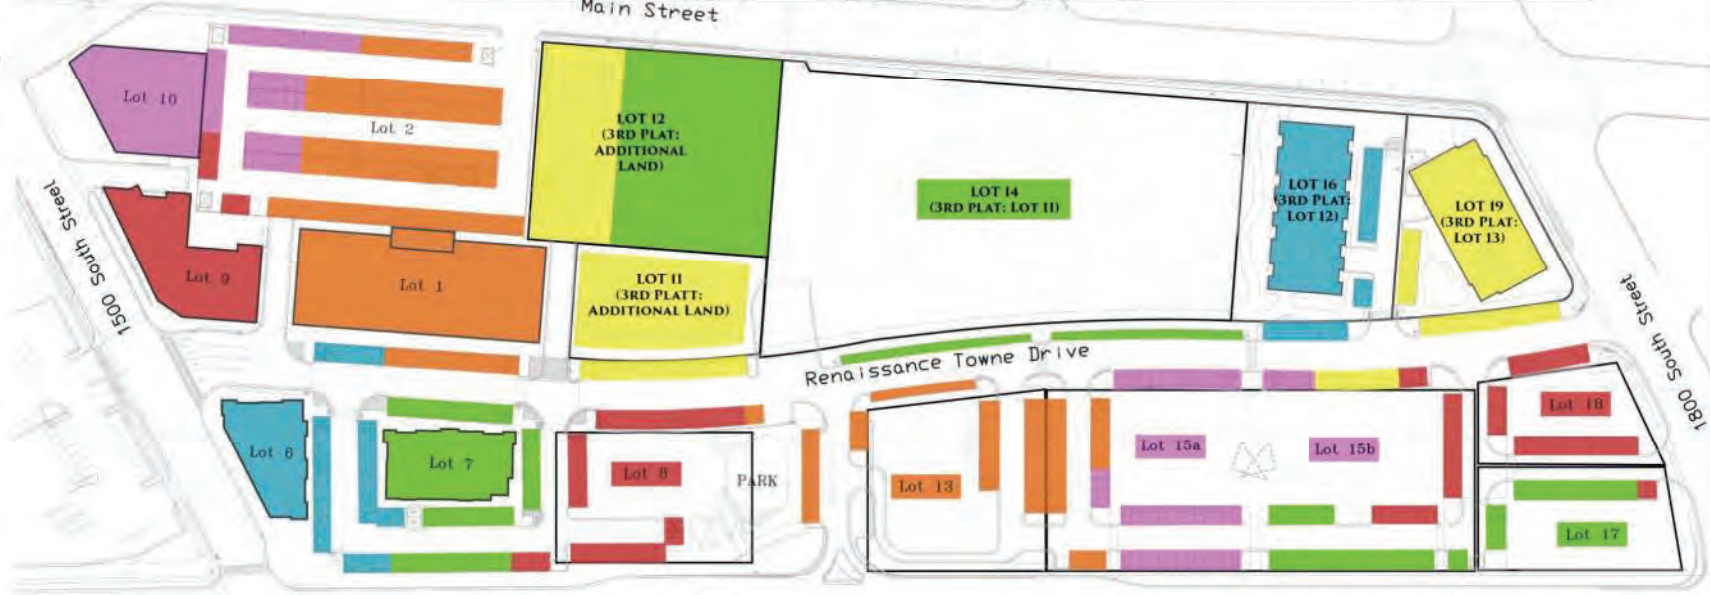 Main Street
Lot 10
Lot 2
LOT 12
(3RD PLAT:
ADDITIONAL
LAND)
LOT 14
(3RD PLAT: LOT 11)
LOT 16
(3RD PLAT:
LOT 12)
LOT 19
(3RD PLAT:
LOT 13)
1500 South Street
Lot 9
Lot 1
LOT 11
(3RD PLATT:
ADDITIONAL LAND)
Renaissance Towne Drive
1800 South Street
Lot 6
Lot 7
Lot 8
PARK
Lot 13
Lot 15a
Lot 15b
Lot 18
Lot 17